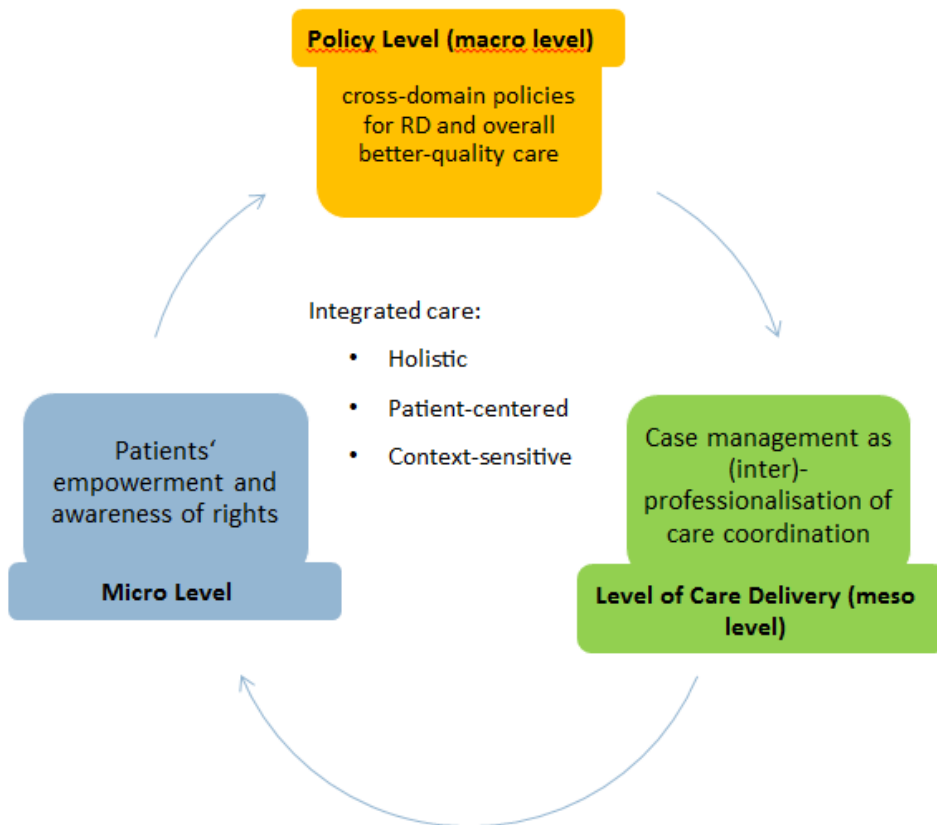 Policy Level (macro level)
cross-domain policies
for RD and overall
better-quality care
Integrated care:
• Holistic
• Patient-centered
• Context-sensitive
Patients‘
empowerment and
awareness of rights
Micro Level
Case management as
(inter)-
professionalisation of
care coordination
Level of Care Delivery (meso
level)